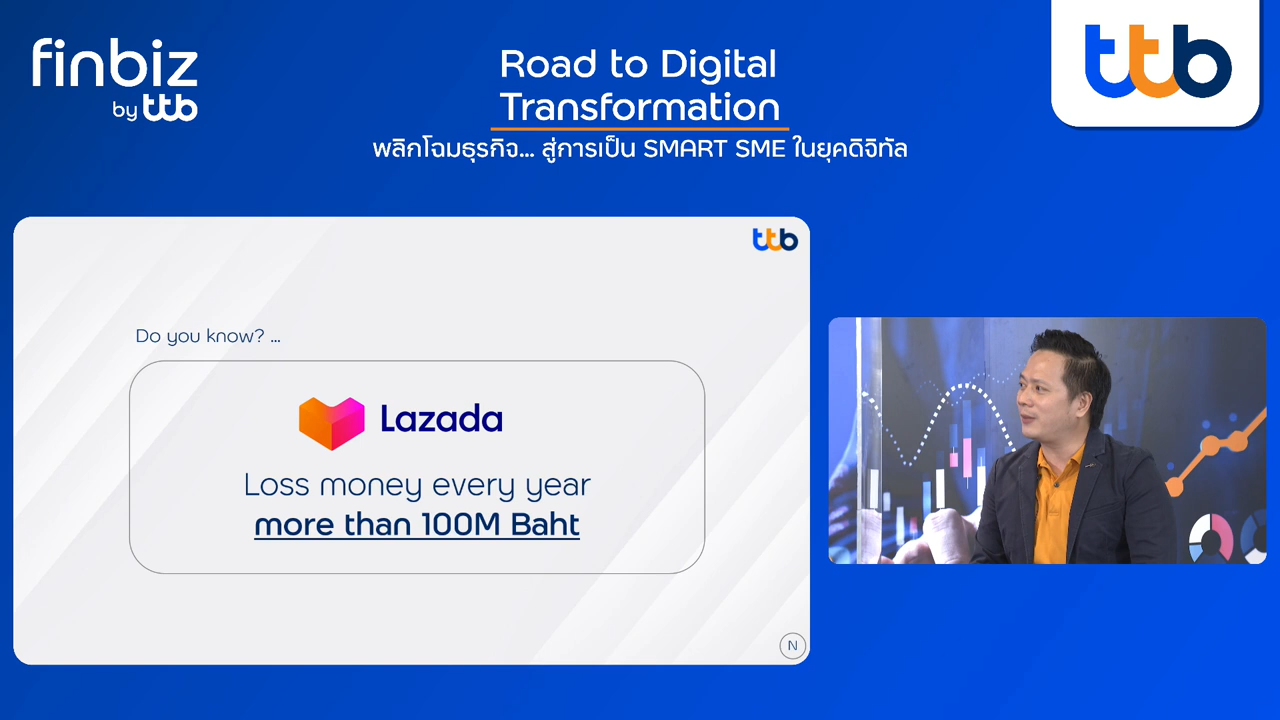 finbiz
by ttb
Road to Digital
Transformation
พลิกโฉมธุรกิจ... สู่การเป็น SMART SME ในยุคดิจิทัล
ttb
ttb
Do you know? ...
Lazada
Loss money every year
more than 100M Baht
N